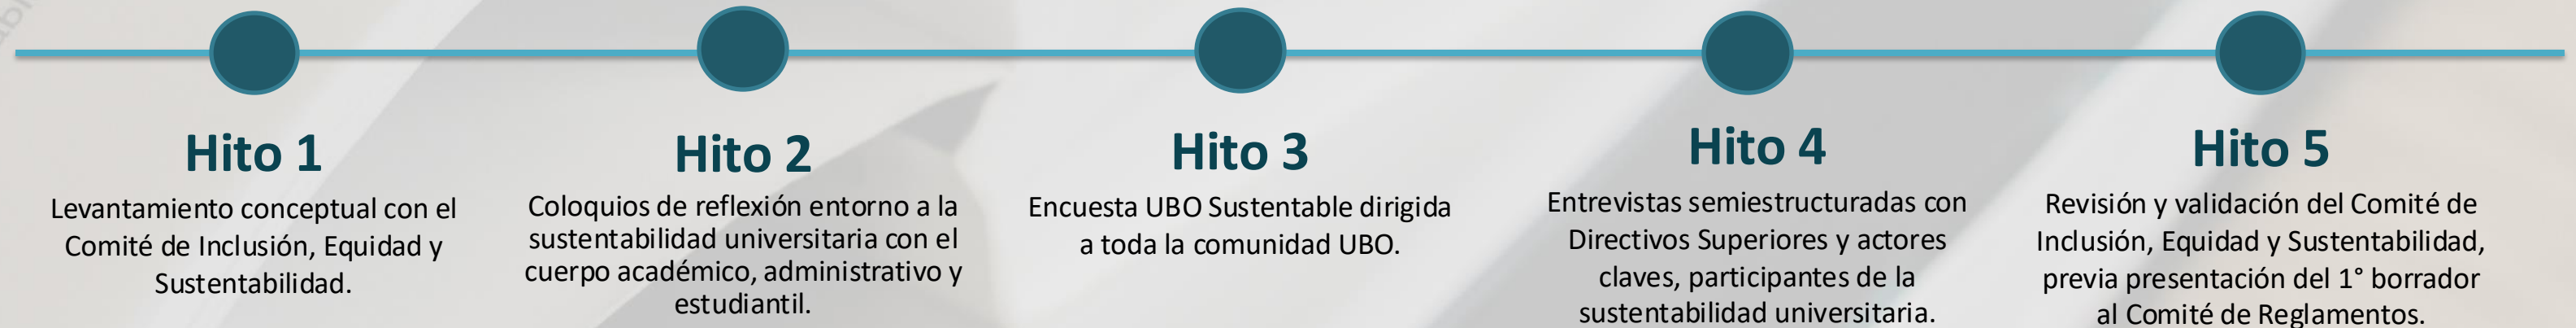 Hito 1
Levantamiento conceptual con el
Comité de Inclusión, Equidad y
Sustentabilidad.
Hito 2
Coloquios de reflexión entorno a la
sustentabilidad universitaria con el
cuerpo académico, administrativo y
estudiantil.
Hito 3
Encuesta UBO Sustentable dirigida
a toda la comunidad UBO.
Hito 4
Entrevistas semiestructuradas con
Directivos Superiores y actores
claves, participantes de la
sustentabilidad universitaria.
Hito 5
Revisión y validación del Comité de
Inclusión, Equidad y Sustentabilidad,
previa presentación del 1° borrador
al Comité de Reglamentos.